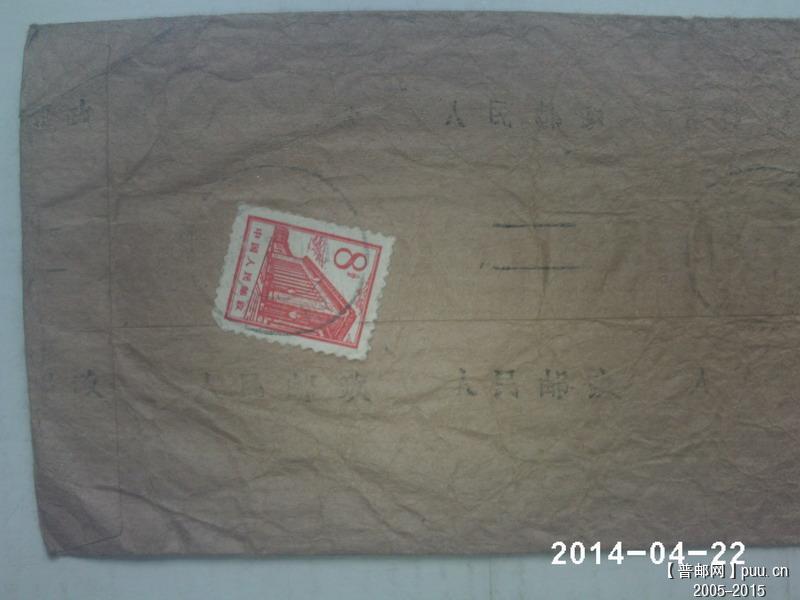 人民邮政
8分
中国人民邮政
人民邮政 人民邮政 人
2014-04-22
【普邮网】puu.cn
2005-2015